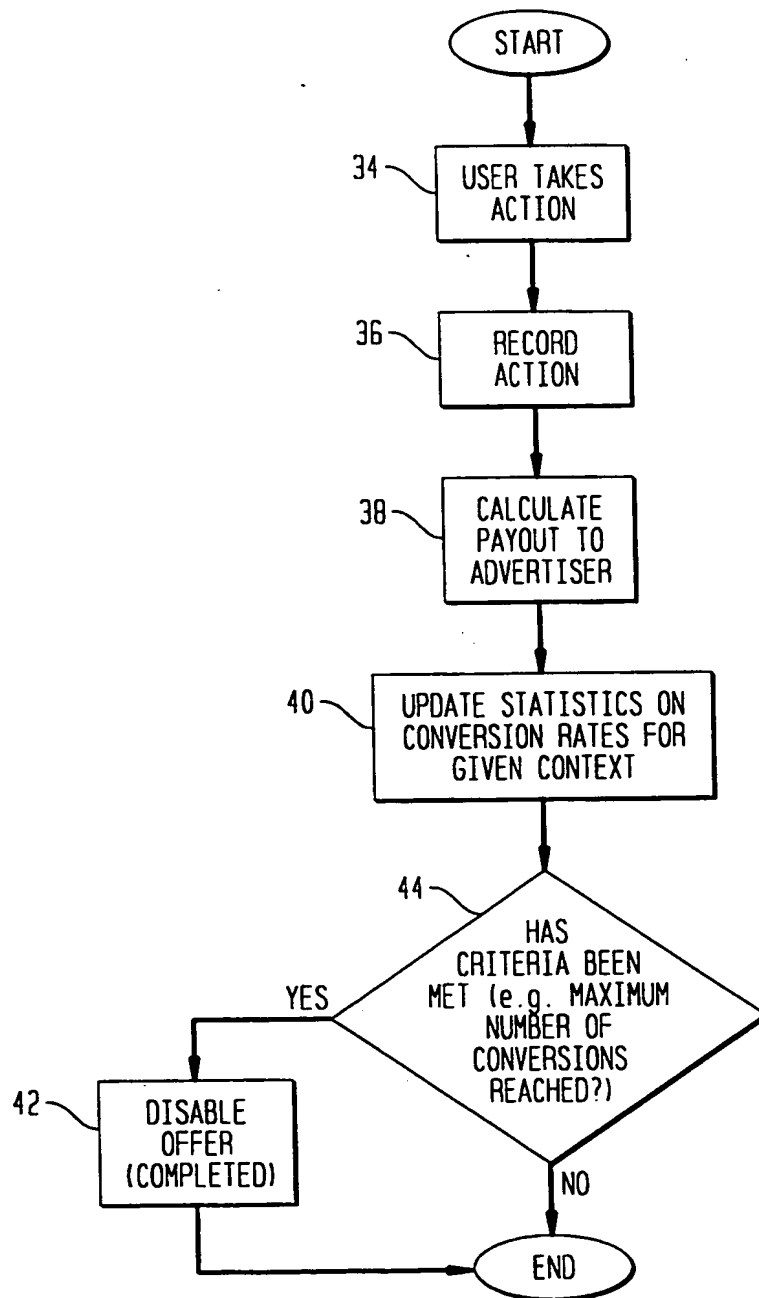 START
34
USER TAKES
ACTION
36
RECORD
ACTION
38
CALCULATE
PAYOUT TO
ADVERTISER
40
UPDATE STATISTICS ON
CONVERSION RATES FOR
GIVEN CONTEXT
44
HAS
CRITERIA BEEN
MET (e.g. MAXIMUM
NUMBER OF
CONVERSIONS
REACHED?)
YES
42
DISABLE
OFFER
(COMPLETED)
NO
END